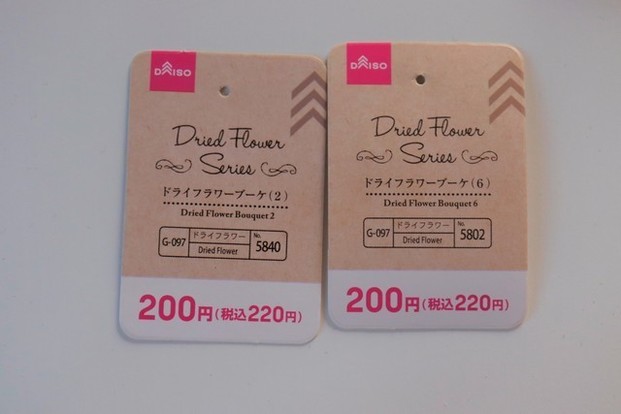 DAISO
Dried Flower
Series
ドライフラワーブーケ(2)
Dried Flower Bouquet 2
G-097
ドライフラワー
Dried Flower
No.
5840
200円(税込220円)
DAISO
Dried Flower
Series
ドライフラワーブーケ(6)
Dried Flower Bouquet 6
G-097
ドライフラワー
Dried Flower
No.
5802
200円(税込220円)